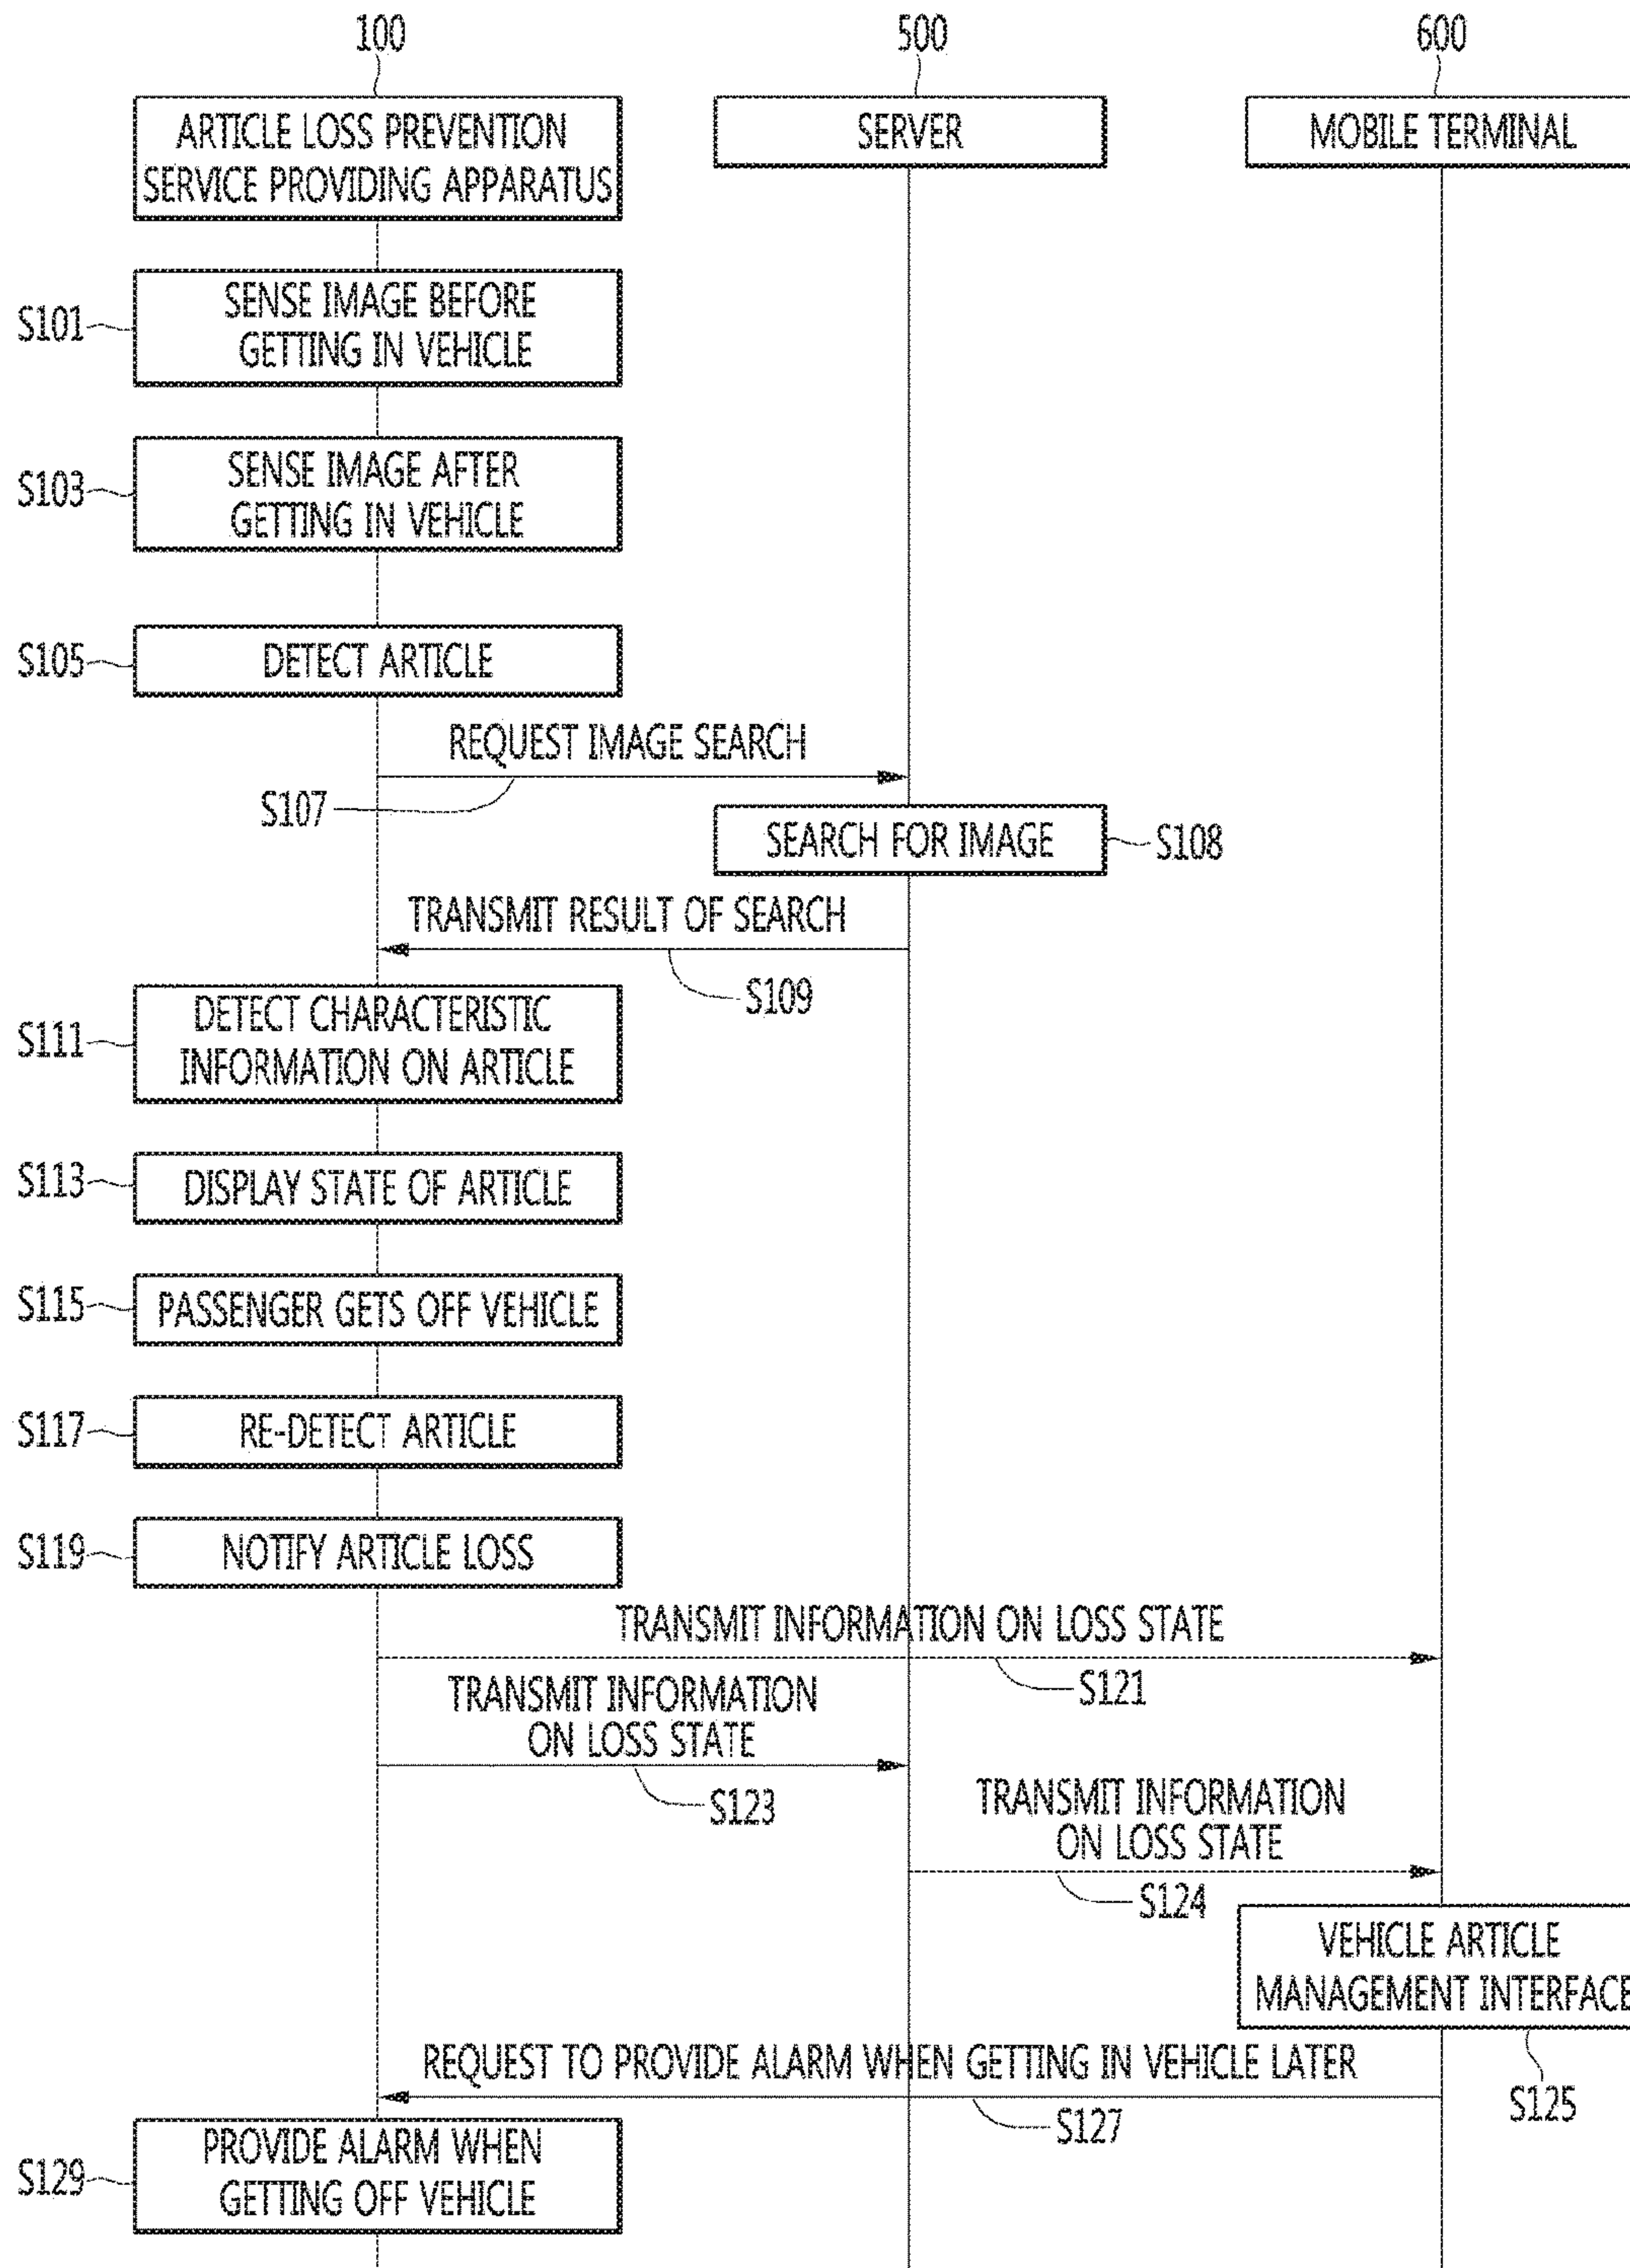 100
500
600
ARTICLE LOSS PREVENTION
SERVICE PROVIDING APPARATUS
SERVER
MOBILE TERMINAL
S101
SENSE IMAGE BEFORE
GETTING IN VEHICLE
S103
SENSE IMAGE AFTER
GETTING IN VEHICLE
S105
DETECT ARTICLE
REQUEST IMAGE SEARCH
S107
SEARCH FOR IMAGE
S108
TRANSMIT RESULT OF SEARCH
S109
S111
DETECT CHARACTERISTIC
INFORMATION ON ARTICLE
S113
DISPLAY STATE OF ARTICLE
S115
PASSENGER GETS OFF VEHICLE
S117
RE-DETECT ARTICLE
S119
NOTIFY ARTICLE LOSS
TRANSMIT INFORMATION ON LOSS STATE
S121
TRANSMIT INFORMATION
ON LOSS STATE
S123
TRANSMIT INFORMATION
ON LOSS STATE
S124
VEHICLE ARTICLE
MANAGEMENT INTERFACE
S125
REQUEST TO PROVIDE ALARM WHEN GETTING IN VEHICLE LATER
S127
S129
PROVIDE ALARM WHEN
GETTING OFF VEHICLE